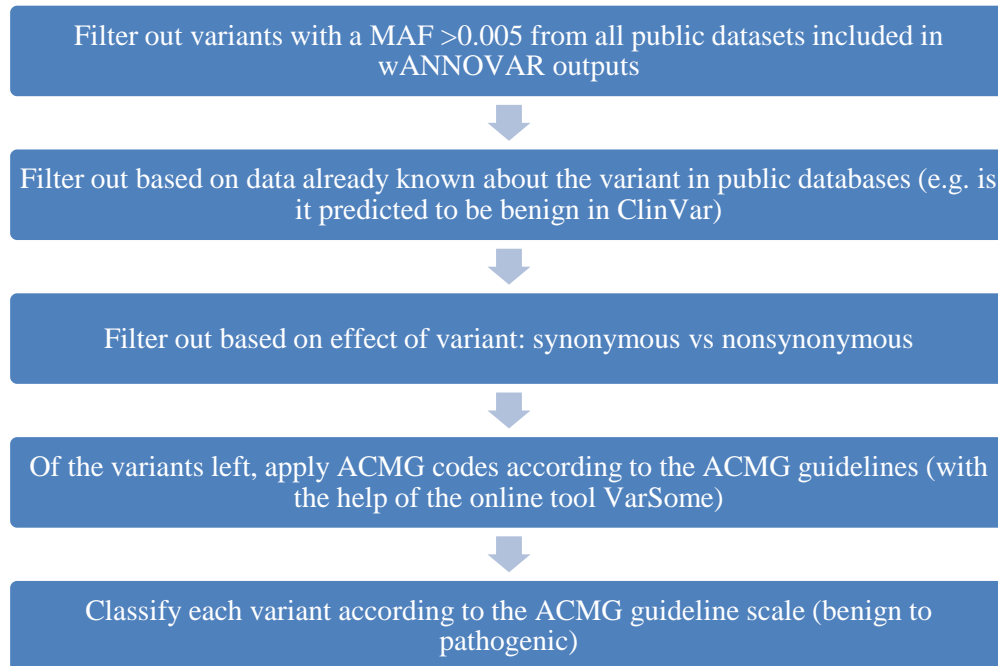 Filter out variants with a MAF >0.005 from all public datasets included in
wANNOVAR outputs
Filter out based on data already known about the variant in public databases (e.g. is
it predicted to be benign in ClinVar)
Filter out based on effect of variant: synonymous vs nonsynonymous
Of the variants left, apply ACMG codes according to the ACMG guidelines (with
the help of the online tool VarSome)
Classify each variant according to the ACMG guideline scale (benign to
pathogenic)